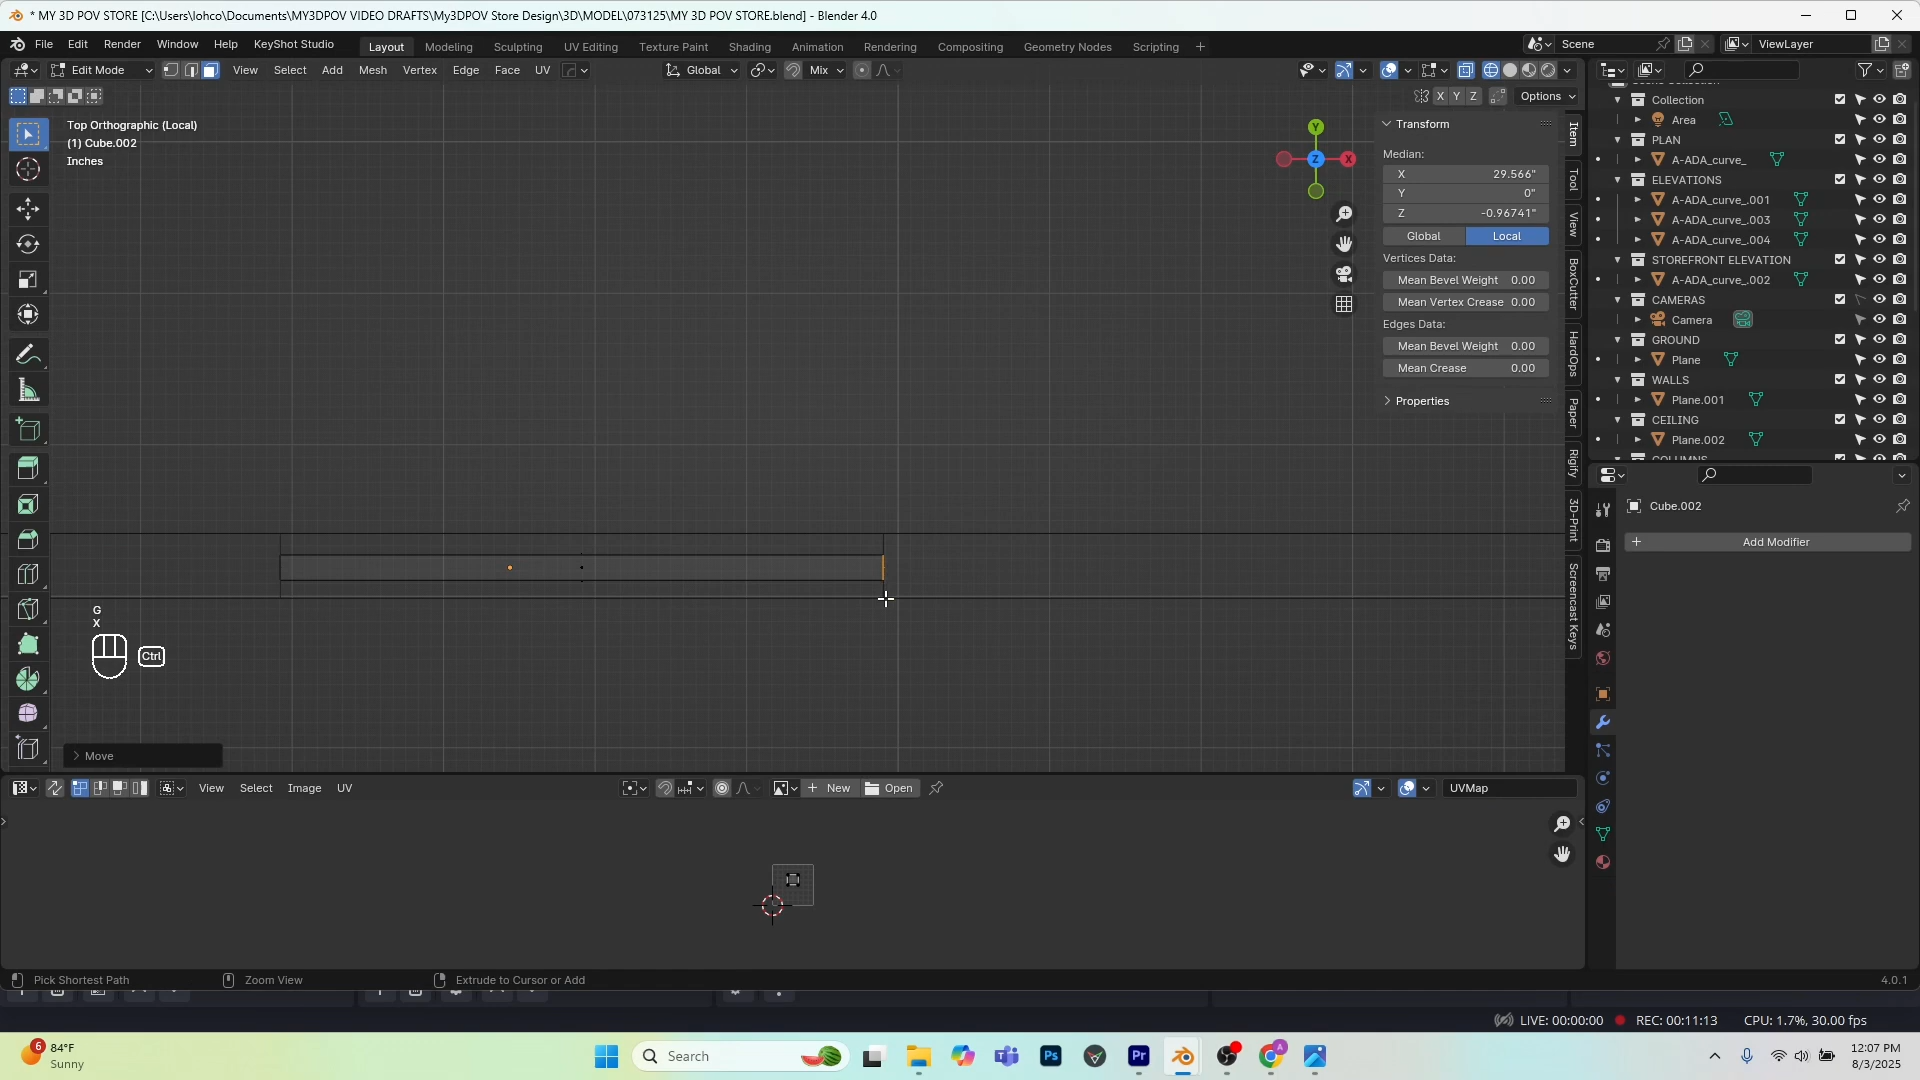 * MY 3D POV STORE [C:\Users\lohco\Documents\MY3DPOV VIDEO DRAFTS\My3DPOV Store Design\3D\MODEL\073125\MY 3D POV STORE.blend] - Blender 4.0
File Edit Render Window Help KeyShot Studio Layout Modeling Sculpting UV Editing Texture Paint Shading Animation Rendering Compositing Geometry Nodes Scripting + Scene ViewLayer
Edit Mode View Select Add Mesh Vertex Edge Face UV Global Mix
X Y Z Options
Top Orthographic (Local)
(1) Cube.002
Inches
Y
X
Z
Transform
Median:
X 29.566"
Y 0"
Z -0.96741"
Global Local
Vertices Data:
Mean Bevel Weight 0.00
Mean Vertex Crease 0.00
Edges Data:
Mean Bevel Weight 0.00
Mean Crease 0.00
Properties
Item
Tool
View
BoxCutter
HardOps
Paper
Rigify
3D-Print
Screencast Keys
Collection
Area
PLAN
A-ADA_curve_
ELEVATIONS
A-ADA_curve_.001
A-ADA_curve_.003
A-ADA_curve_.004
STOREFRONT ELEVATION
A-ADA_curve_.002
CAMERAS
Camera
GROUND
Plane
WALLS
Plane.001
CEILING
Plane.002
Cube.002
+ Add Modifier
G
X
Ctrl
Move
View Select Image UV + New Open UVMap
Pick Shortest Path Zoom View Extrude to Cursor or Add 4.0.1
LIVE: 00:00:00 REC: 00:11:13 CPU: 1.7%, 30.00 fps
6
84°F
Sunny
Search
12:07 PM
8/3/2025